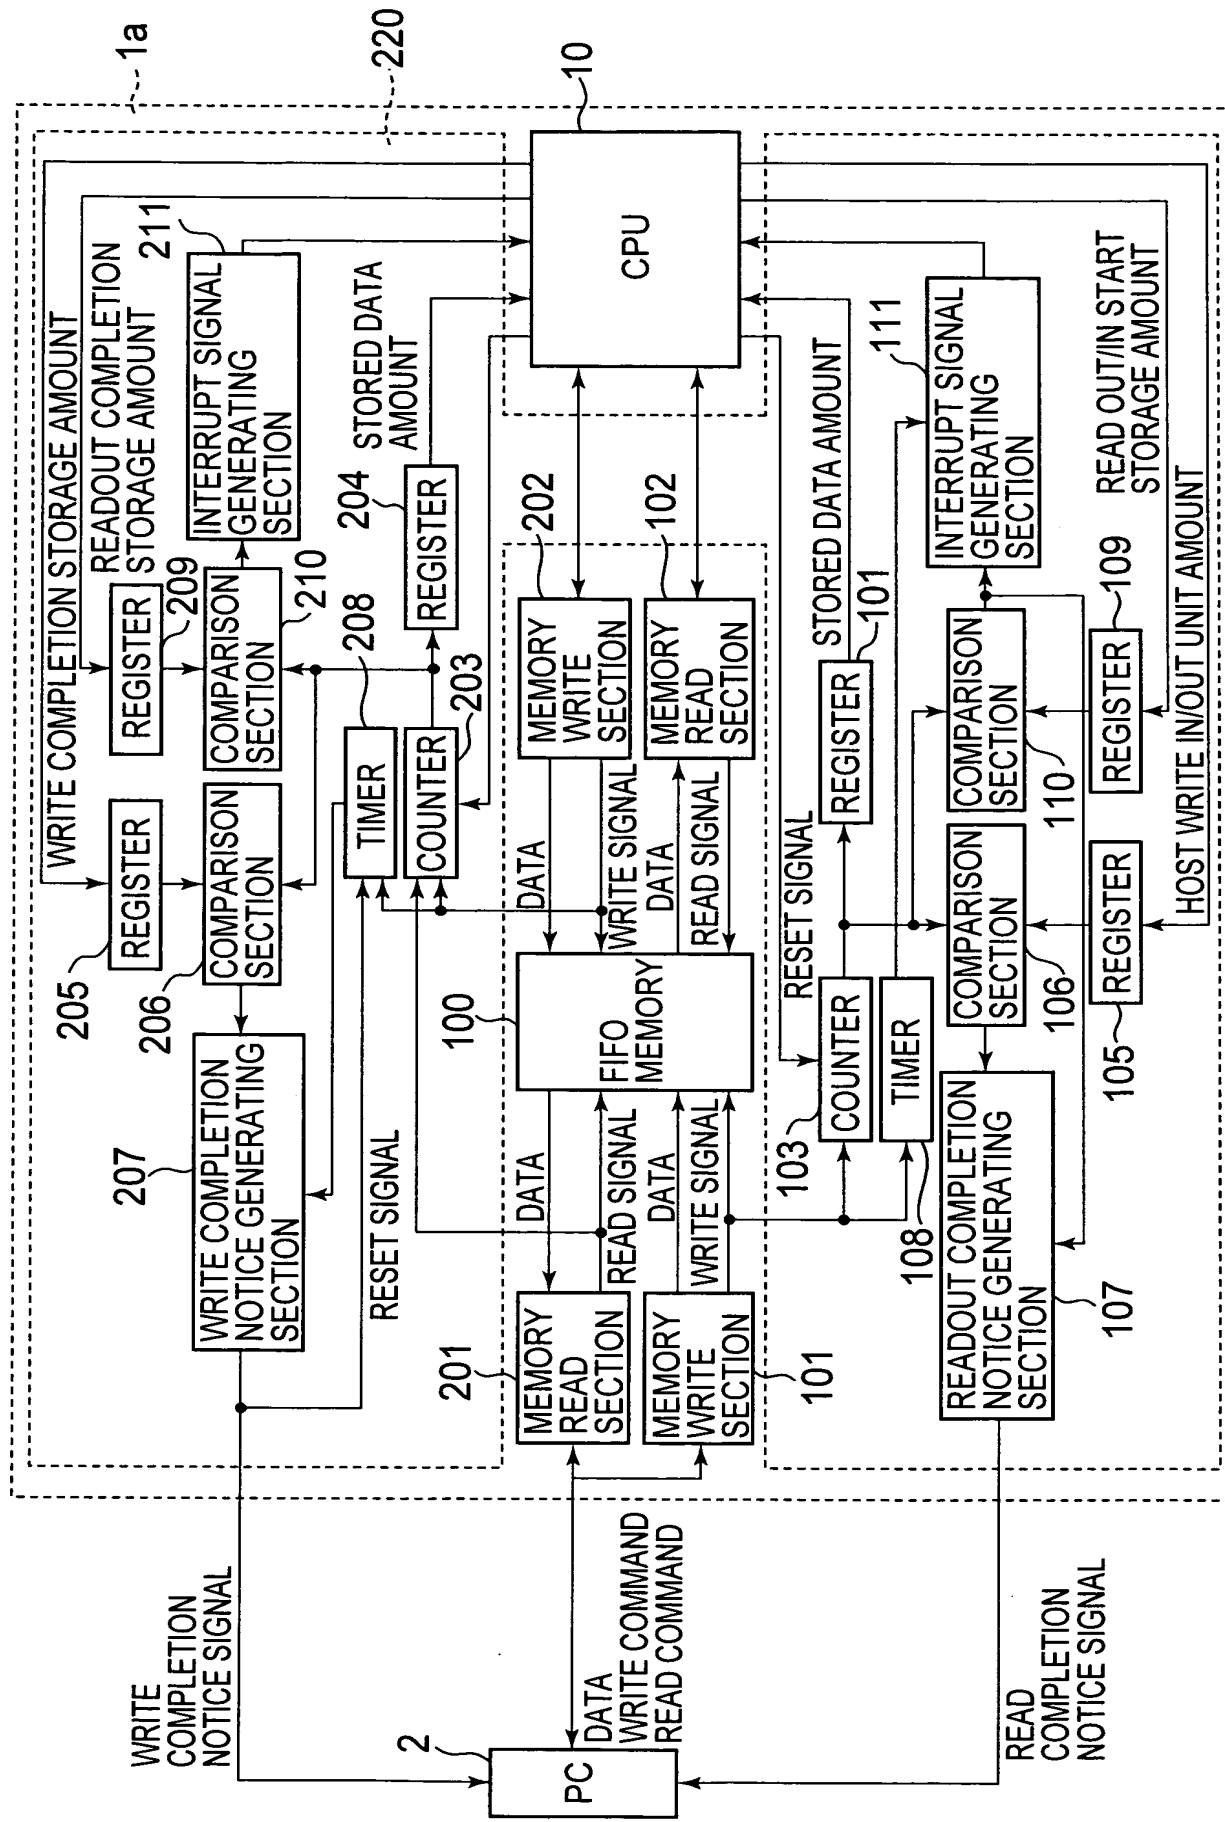 1a
220
WRITE COMPLETION STORAGE AMOUNT
READOUT COMPLETION
STORAGE AMOUNT
211
205
REGISTER
REGISTER
209
INTERRUPT SIGNAL
GENERATING
SECTION
206
COMPARISON
SECTION
COMPARISON
SECTION
210
207
WRITE COMPLETION
NOTICE GENERATING
SECTION
208
TIMER
204
REGISTER
STORED DATA
AMOUNT
COUNTER
203
RESET SIGNAL
WRITE
COMPLETION
NOTICE SIGNAL
10
CPU
2
PC
DATA
WRITE COMMAND
READ COMMAND
201
MEMORY
READ
SECTION
DATA
READ SIGNAL
100
FIFO
MEMORY
DATA
WRITE SIGNAL
202
MEMORY
WRITE
SECTION
MEMORY
WRITE
SECTION
101
DATA
WRITE SIGNAL
DATA
READ SIGNAL
102
MEMORY
READ
SECTION
RESET SIGNAL
103
COUNTER
REGISTER
101
STORED DATA AMOUNT
108
TIMER
111
INTERRUPT SIGNAL
GENERATING
SECTION
READOUT COMPLETION
NOTICE GENERATING
SECTION
107
COMPARISON
SECTION
106
COMPARISON
SECTION
110
105
REGISTER
REGISTER
109
READ OUT/IN START
STORAGE AMOUNT
HOST WRITE IN/OUT UNIT AMOUNT
READ
COMPLETION
NOTICE SIGNAL